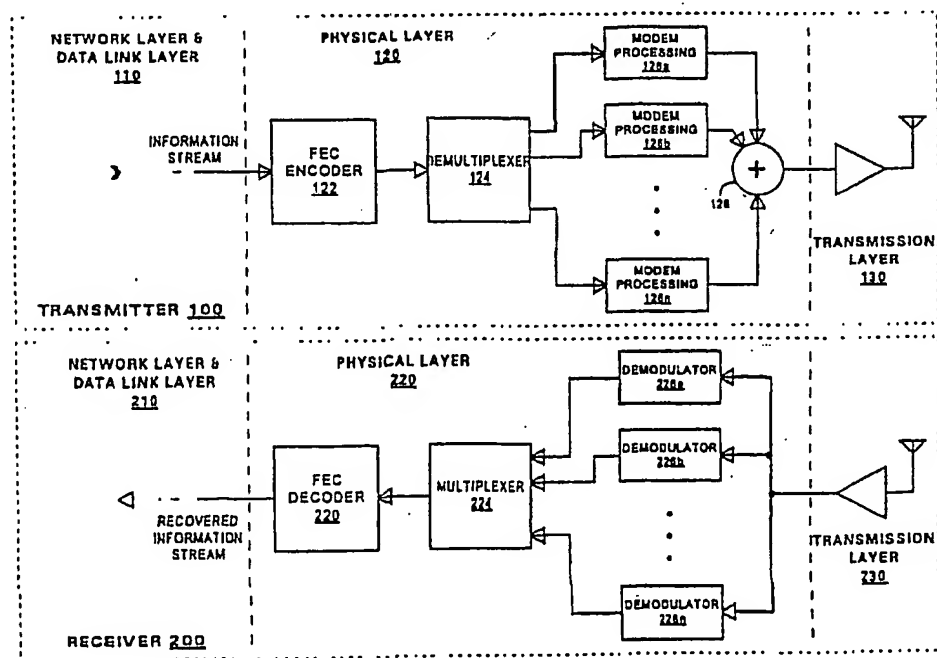 NETWORK LAYER &
DATA LINK LAYER
110
PHYSICAL LAYER
120
INFORMATION
STREAM
FEC
ENCODER
122
DEMULTIPLEXER
124
MODEM
PROCESSING
126a
MODEM
PROCESSING
126b
MODEM
PROCESSING
126n
+
128
TRANSMISSION
LAYER
130
TRANSMITTER 100
NETWORK LAYER &
DATA LINK LAYER
210
PHYSICAL LAYER
220
RECOVERED
INFORMATION
STREAM
FEC
DECODER
220
MULTIPLEXER
224
DEMODULATOR
226a
DEMODULATOR
226b
DEMODULATOR
226n
TRANSMISSION
LAYER
230
RECEIVER 200